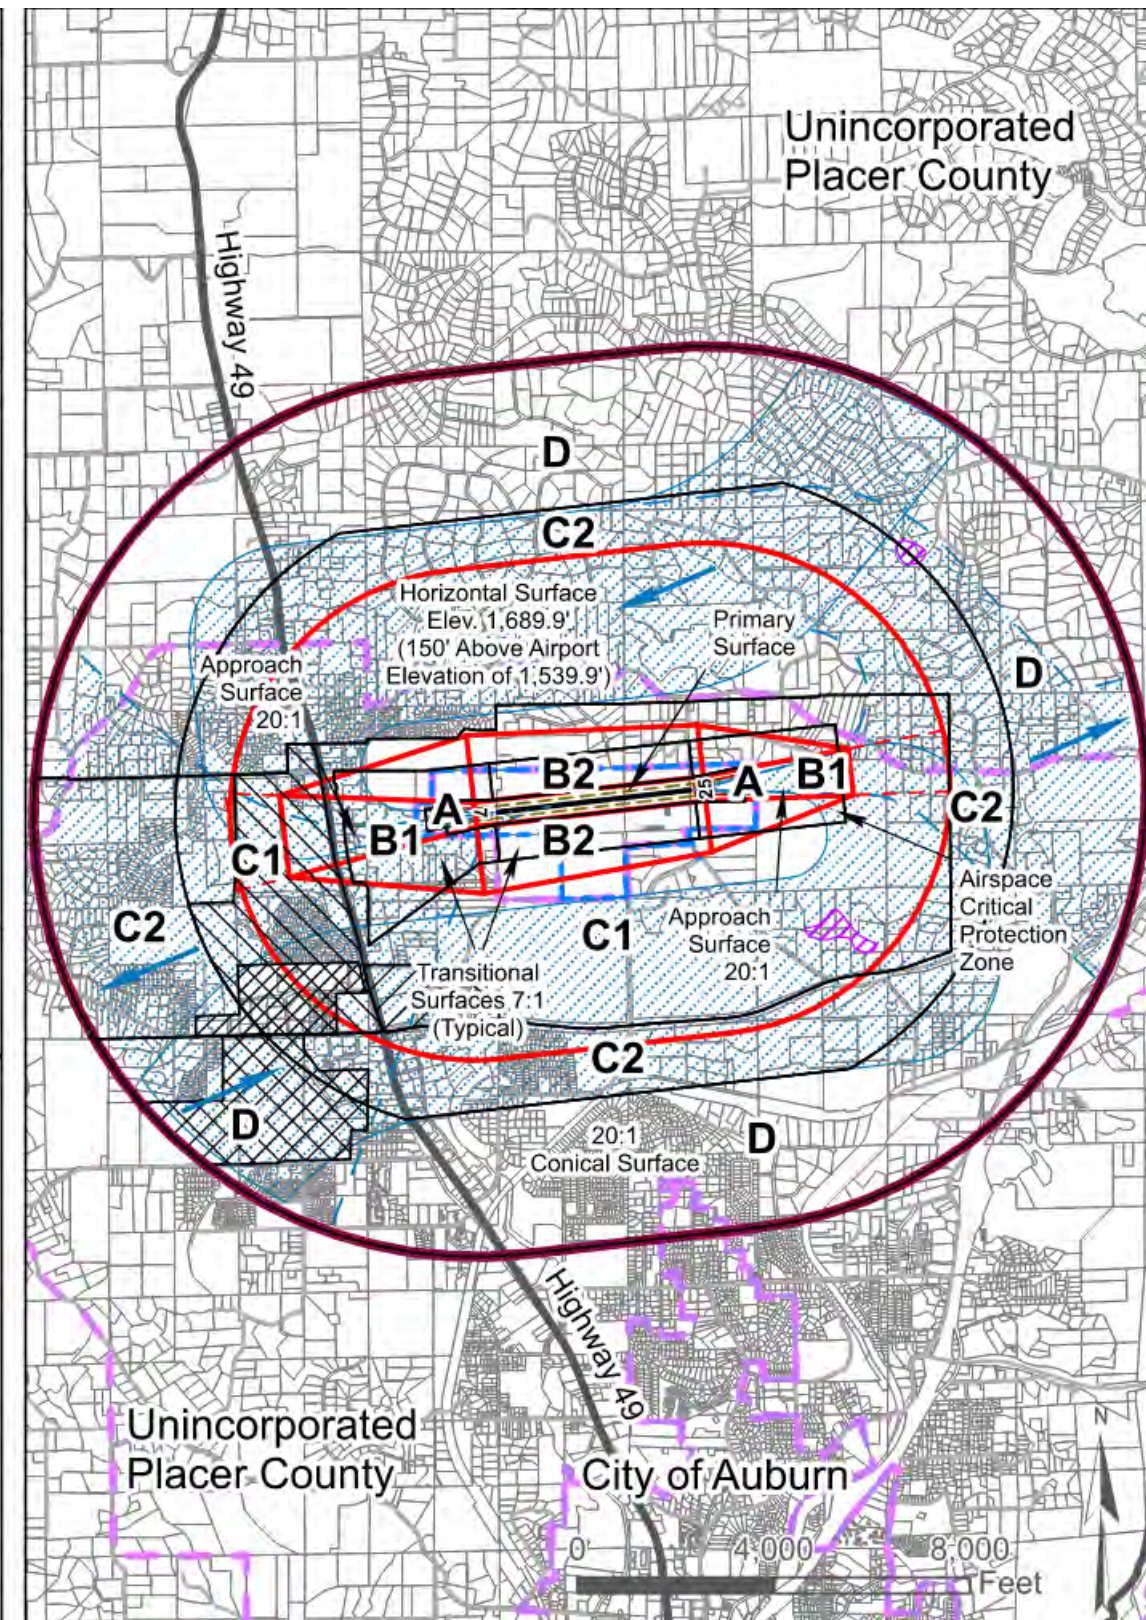 Unincorporated
Placer County
Highway 49
D
C2
Horizontal Surface
Elev. 1,689.9'
(150' Above Airport
Elevation of 1,539.9')
Primary
Surface
Approach
Surface
20:1
D
B2
A
B1
A
7
25
B1
B2
C2
C1
Airspace
Critical
Protection
Zone
C2
C1
Approach
Surface
20:1
Transitional
Surfaces 7:1
(Typical)
C2
D
D
20:1
Conical Surface
Highway 49
Unincorporated
Placer County
City of Auburn
N
0 4,000 8,000
Feet